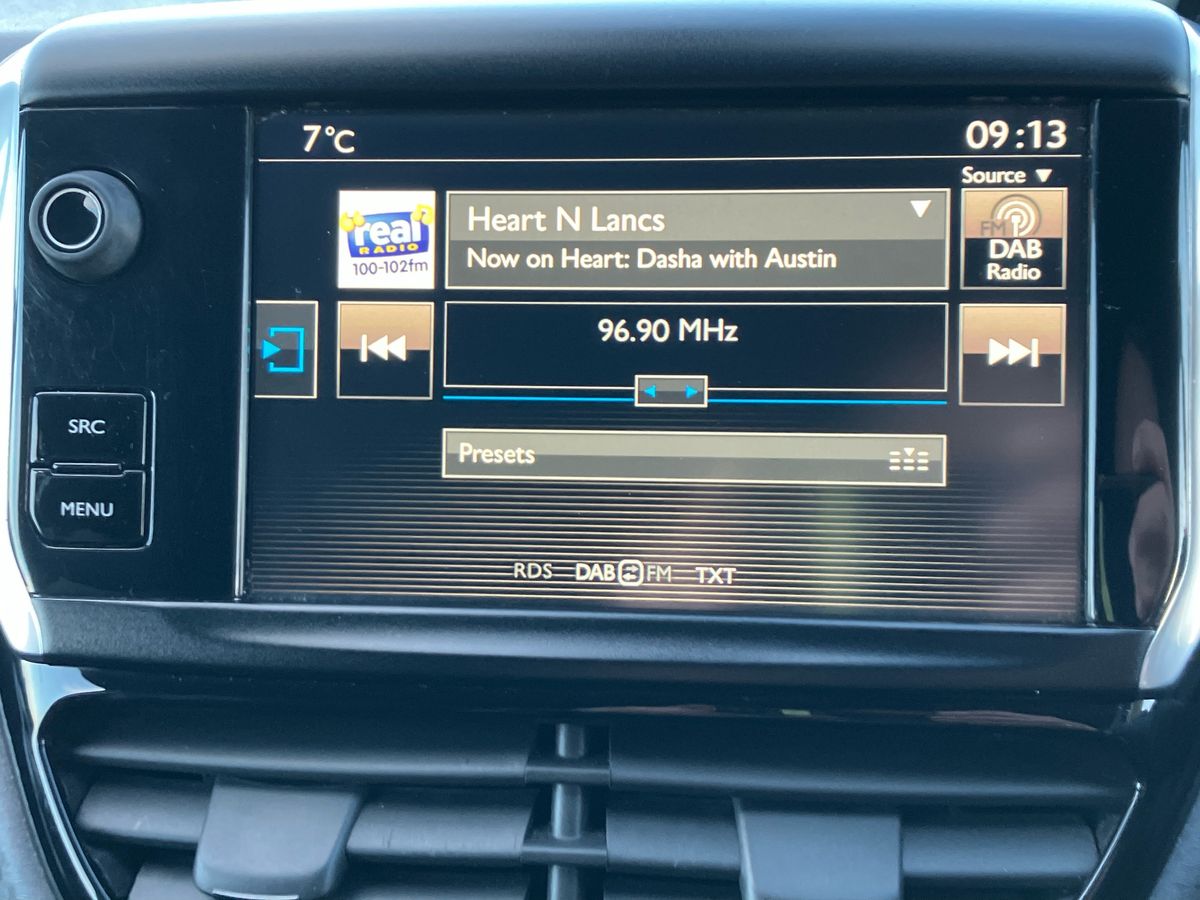 7°C
09:13
Source
real
RADIO
100-102fm
Heart N Lancs
Now on Heart: Dasha with Austin
FM
DAB
Radio
96.90 MHz
SRC
MENU
Presets
RDS DAB FM TXT